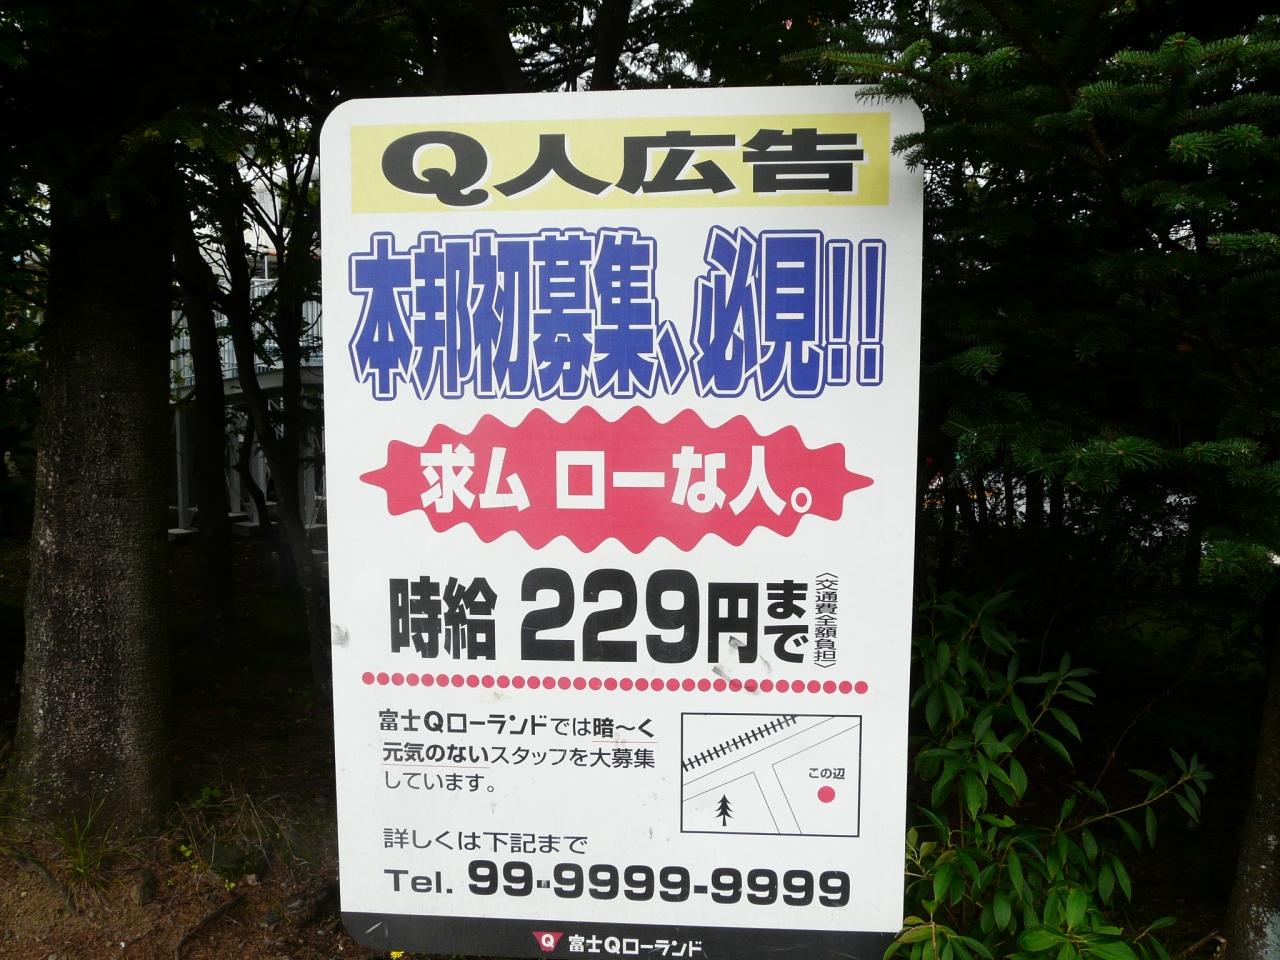 Q人広告
本邦初募集、必見!!
求ム ローな人。
時給 229円まで
〈交通費全額負担〉
富士Qローランドでは暗〜く
元気のないスタッフを大募集
しています。
この辺
詳しくは下記まで
Tel. 99-9999-9999
Q 富士Qローランド